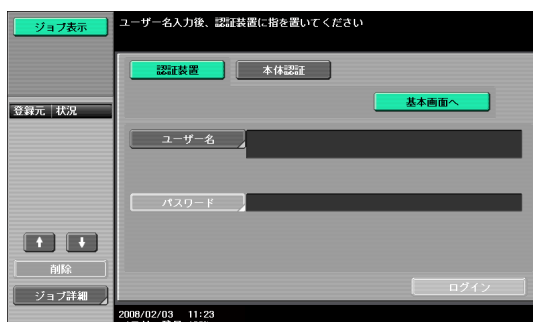 ジョブ表示
ユーザー名入力後、認証装置に指を置いてください
認証装置
本体認証
基本画面へ
登録元 状況
ユーザー名
パスワード
削除
ログイン
ジョブ詳細
2008/02/03 11:23